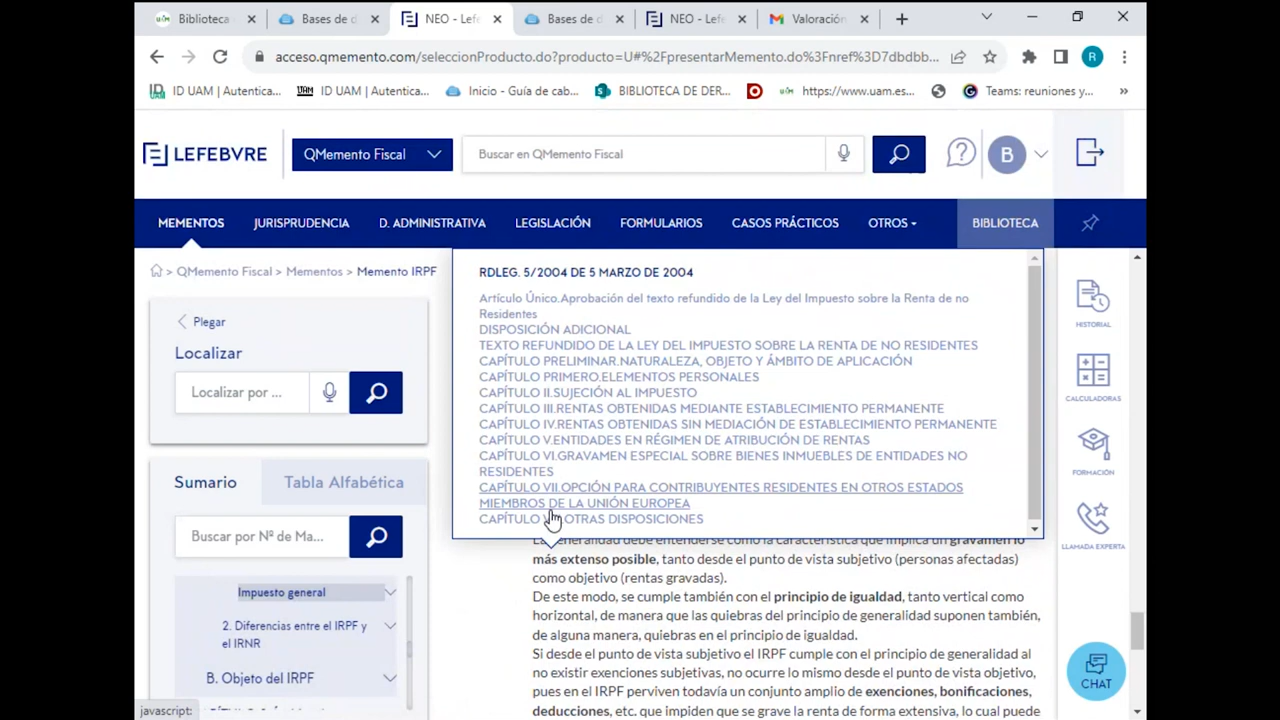 Biblioteca
Bases de d
NEO - Lefe
Bases de d
NEO - Lefe
Valoración
acceso.qmemento.com/seleccionProducto.do?producto=U#%2FpresentarMemento.do%3Fnref%3D7dbdbb...
R
ID UAM | Autentica...
UAM
ID UAM | Autentica...
Inicio - Guía de cab...
BIBLIOTECA DE DER...
https://www.uam.es...
Teams: reuniones y...
»
LEFEBVRE
QMemento Fiscal
Buscar en QMemento Fiscal
B
MEMENTOS
JURISPRUDENCIA
D. ADMINISTRATIVA
LEGISLACIÓN
FORMULARIOS
CASOS PRÁCTICOS
OTROS
BIBLIOTECA
> QMemento Fiscal > Mementos > Memento IRPF
Plegar
Localizar
Localizar por ...
Sumario
Tabla Alfabética
Buscar por Nº de Ma...
Impuesto general
2. Diferencias entre el IRPF y
el IRNR
B. Objeto del IRPF
javascript:
RDLEG. 5/2004 DE 5 MARZO DE 2004
Artículo Único.Aprobación del texto refundido de la Ley del Impuesto sobre la Renta de no
Residentes
DISPOSICIÓN ADICIONAL
TEXTO REFUNDIDO DE LA LEY DEL IMPUESTO SOBRE LA RENTA DE NO RESIDENTES
CAPÍTULO PRELIMINAR.NATURALEZA, OBJETO Y ÁMBITO DE APLICACIÓN
CAPÍTULO PRIMERO.ELEMENTOS PERSONALES
CAPÍTULO II.SUJECIÓN AL IMPUESTO
CAPÍTULO III.RENTAS OBTENIDAS MEDIANTE ESTABLECIMIENTO PERMANENTE
CAPÍTULO IV.RENTAS OBTENIDAS SIN MEDIACIÓN DE ESTABLECIMIENTO PERMANENTE
CAPÍTULO V.ENTIDADES EN RÉGIMEN DE ATRIBUCIÓN DE RENTAS
CAPÍTULO VI.GRAVAMEN ESPECIAL SOBRE BIENES INMUEBLES DE ENTIDADES NO
RESIDENTES
CAPÍTULO VII.OPCIÓN PARA CONTRIBUYENTES RESIDENTES EN OTROS ESTADOS
MIEMBROS DE LA UNIÓN EUROPEA
CAPÍTULO OTRAS DISPOSICIONES
La generalidad debe entenderse como la característica que implica un gravamen lo
más extenso posible, tanto desde el punto de vista subjetivo (personas afectadas)
como objetivo (rentas gravadas).
De este modo, se cumple también con el principio de igualdad, tanto vertical como
horizontal, de manera que las quiebras del principio de generalidad suponen también,
de alguna manera, quiebras en el principio de igualdad.
Si desde el punto de vista subjetivo el IRPF cumple con el principio de generalidad al
no existir exenciones subjetivas, no ocurre lo mismo desde el punto de vista objetivo,
pues en el IRPF perviven todavía un conjunto amplio de exenciones, bonificaciones,
deducciones, etc. que impiden que se grave la renta de forma extensiva, lo cual puede
HISTORIAL
CALCULADORAS
FORMACIÓN
LLAMADA EXPERTA
CHAT